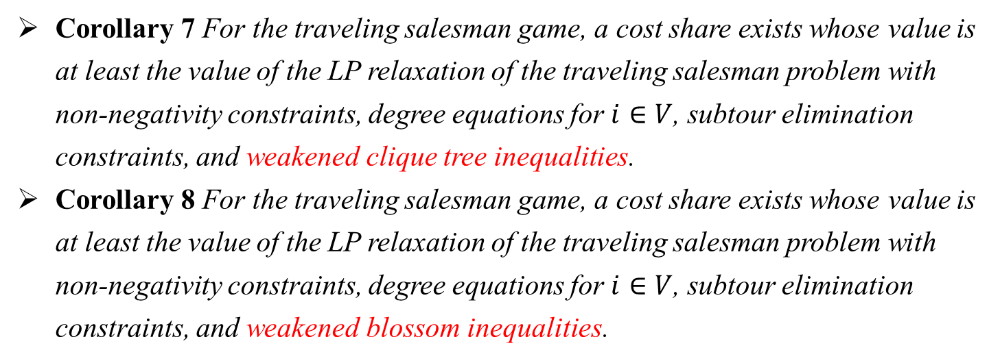 ➢ Corollary 7 For the traveling salesman game, a cost share exists whose value is
at least the value of the LP relaxation of the traveling salesman problem with
non-negativity constraints, degree equations for i ∈ V, subtour elimination
constraints, and weakened clique tree inequalities.
➢ Corollary 8 For the traveling salesman game, a cost share exists whose value is
at least the value of the LP relaxation of the traveling salesman problem with
non-negativity constraints, degree equations for i ∈ V, subtour elimination
constraints, and weakened blossom inequalities.